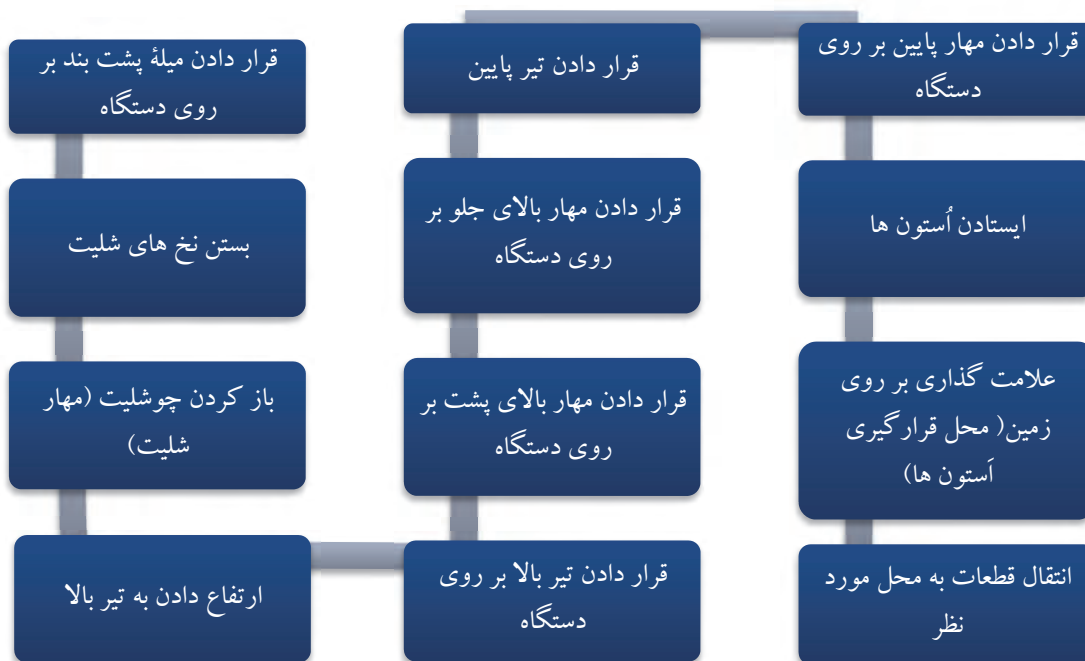 قرار دادن مهار پایین بر روی
دستگاه
ایستادن اُستون ها
علامت گذاری بر روی
زمین( محل قرارگیری
اَستون ها)
انتقال قطعات به محل مورد
نظر
قرار دادن تیر پایین
قرار دادن مهار بالای جلو بر
روی دستگاه
قرار دادن مهار بالای پشت بر
روی دستگاه
قرار دادن تیر بالا بر روی
دستگاه
قرار دادن میلۀ پشت بند بر
روی دستگاه
بستن نخ های شلیت
باز کردن چوشلیت (مهار
شلیت)
ارتفاع دادن به تیر بالا